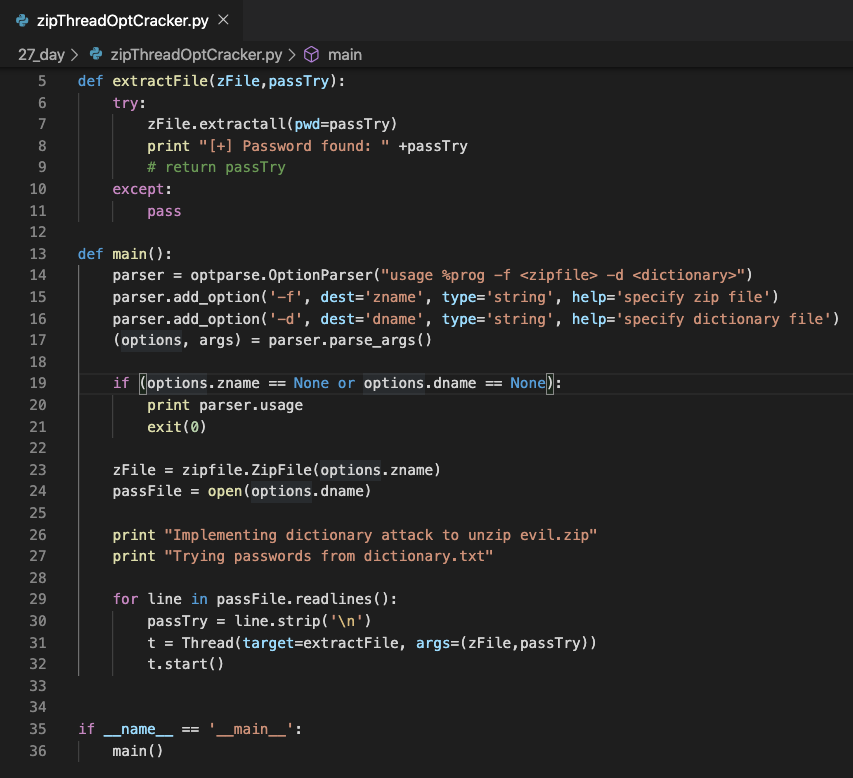 zipThreadOptCracker.py ×
27_day > zipThreadOptCracker.py > main
5 def extractFile(zFile,passTry):
6 try:
7 zFile.extractall(pwd=passTry)
8 print "[+] Password found: " +passTry
9 # return passTry
10 except:
11 pass
12
13 def main():
14 parser = optparse.OptionParser("usage %prog -f <zipfile> -d <dictionary>")
15 parser.add_option('-f', dest='zname', type='string', help='specify zip file')
16 parser.add_option('-d', dest='dname', type='string', help='specify dictionary file')
17 (options, args) = parser.parse_args()
18
19 if (options.zname == None or options.dname == None):
20 print parser.usage
21 exit(0)
22
23 zFile = zipfile.ZipFile(options.zname)
24 passFile = open(options.dname)
25
26 print "Implementing dictionary attack to unzip evil.zip"
27 print "Trying passwords from dictionary.txt"
28
29 for line in passFile.readlines():
30 passTry = line.strip('\n')
31 t = Thread(target=extractFile, args=(zFile,passTry))
32 t.start()
33
34
35 if __name__ == '__main__':
36 main()